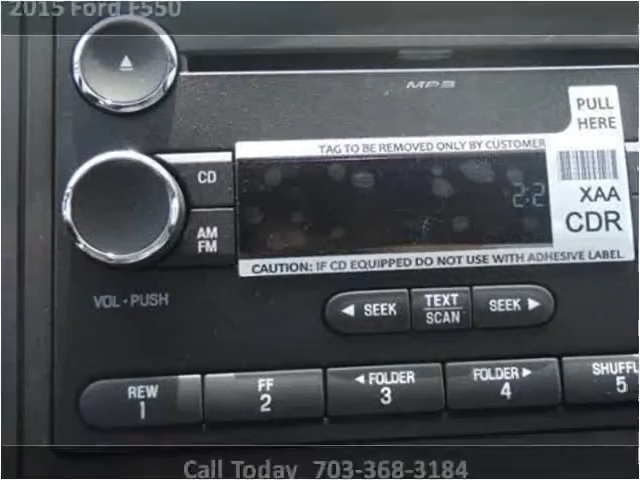 2015 Ford F550
MP3
PULL
HERE
TAG TO BE REMOVED ONLY BY CUSTOMER
CD
XAA
CDR
2:2
AM
FM
CAUTION: IF CD EQUIPPED DO NOT USE WITH ADHESIVE LABEL.
VOL • PUSH
◄ SEEK
TEXT
SCAN
SEEK ►
REW
1
FF
2
◄ FOLDER
3
FOLDER ►
4
SHUFFL
5
Call Today 703-368-3184